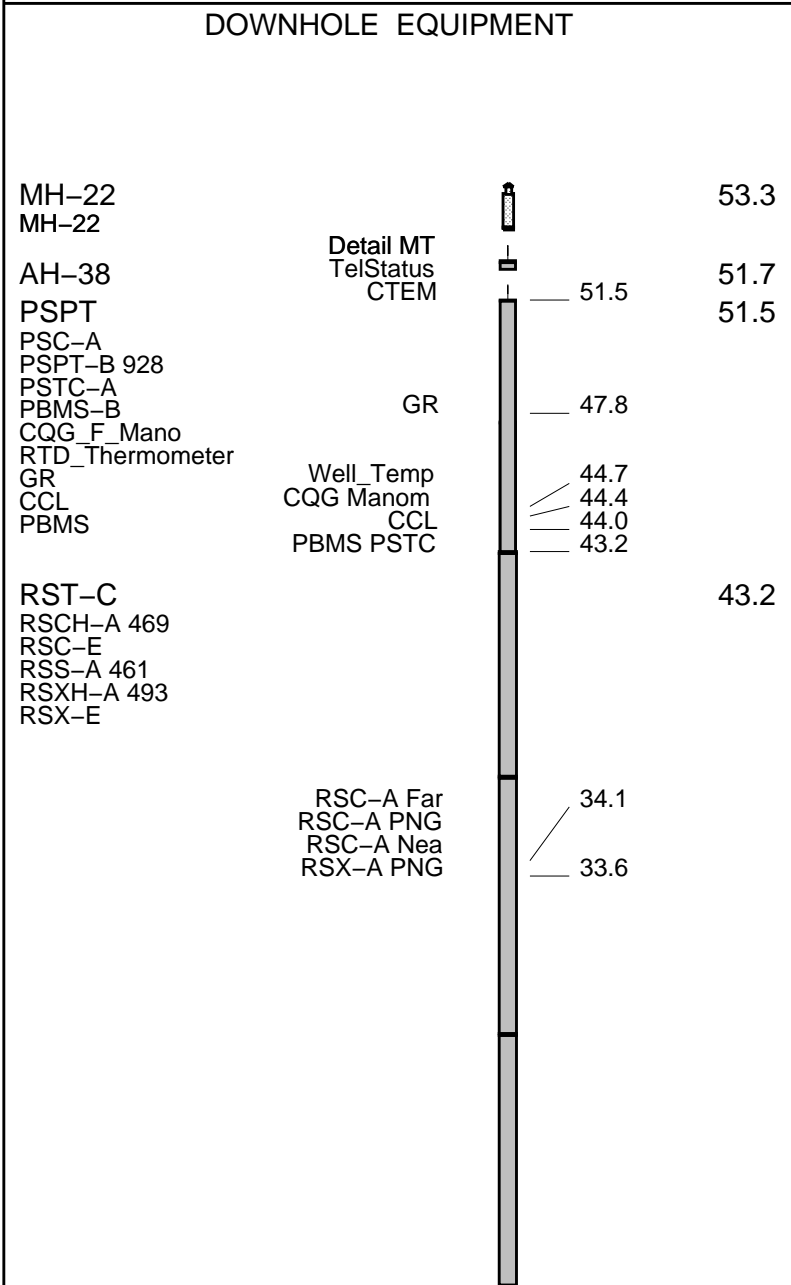 DOWNHOLE EQUIPMENT
MH−22 53.3
MH−22
Detail MT
AH−38 TelStatus 51.7
CTEM 51.5
PSPT 51.5
PSC−A
PSPT−B 928
PSTC−A
PBMS−B GR 47.8
CQG_F_Mano
RTD_Thermometer
GR Well_Temp 44.7
CCL CQG Manom 44.4
PBMS CCL 44.0
PBMS PSTC 43.2
RST−C 43.2
RSCH−A 469
RSC−E
RSS−A 461
RSXH−A 493
RSX−E
RSC−A Far 34.1
RSC−A PNG
RSC−A Nea
RSX−A PNG 33.6